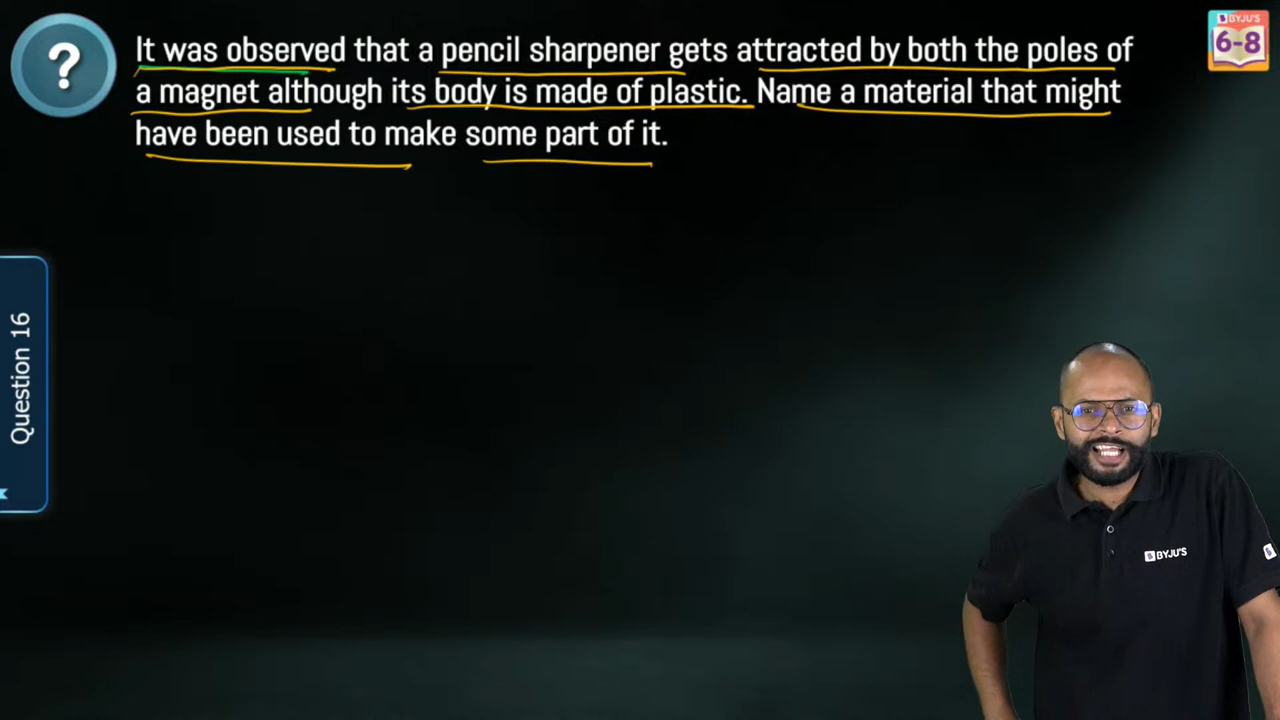 ?
It was observed that a pencil sharpener gets attracted by both the poles of
a magnet although its body is made of plastic. Name a material that might
have been used to make some part of it.
BYJU'S
6-8
Question 16
BYJU'S